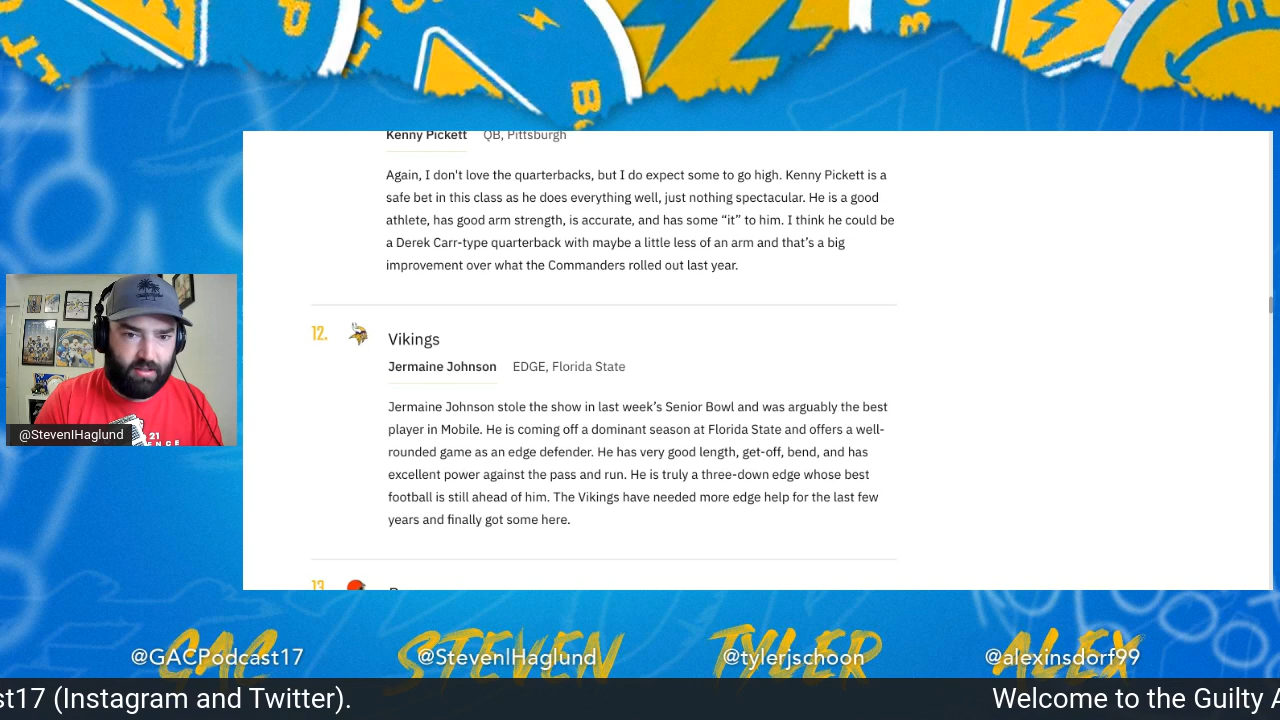 Kenny Pickett QB, Pittsburgh
Again, I don't love the quarterbacks, but I do expect some to go high. Kenny Pickett is a
safe bet in this class as he does everything well, just nothing spectacular. He is a good
athlete, has good arm strength, is accurate, and has some “it” to him. I think he could be
a Derek Carr-type quarterback with maybe a little less of an arm and that’s a big
improvement over what the Commanders rolled out last year.
12. Vikings
Jermaine Johnson EDGE, Florida State
Jermaine Johnson stole the show in last week’s Senior Bowl and was arguably the best
player in Mobile. He is coming off a dominant season at Florida State and offers a well-
rounded game as an edge defender. He has very good length, get-off, bend, and has
excellent power against the pass and run. He is truly a three-down edge whose best
football is still ahead of him. The Vikings have needed more edge help for the last few
years and finally got some here.
13.
21
@StevenIHaglund
GAC STEVEN TYLER ALEX
@GACPodcast17 @StevenIHaglund @tylerjschoon @alexinsdorf99
st17 (Instagram and Twitter). Welcome to the Guilty A